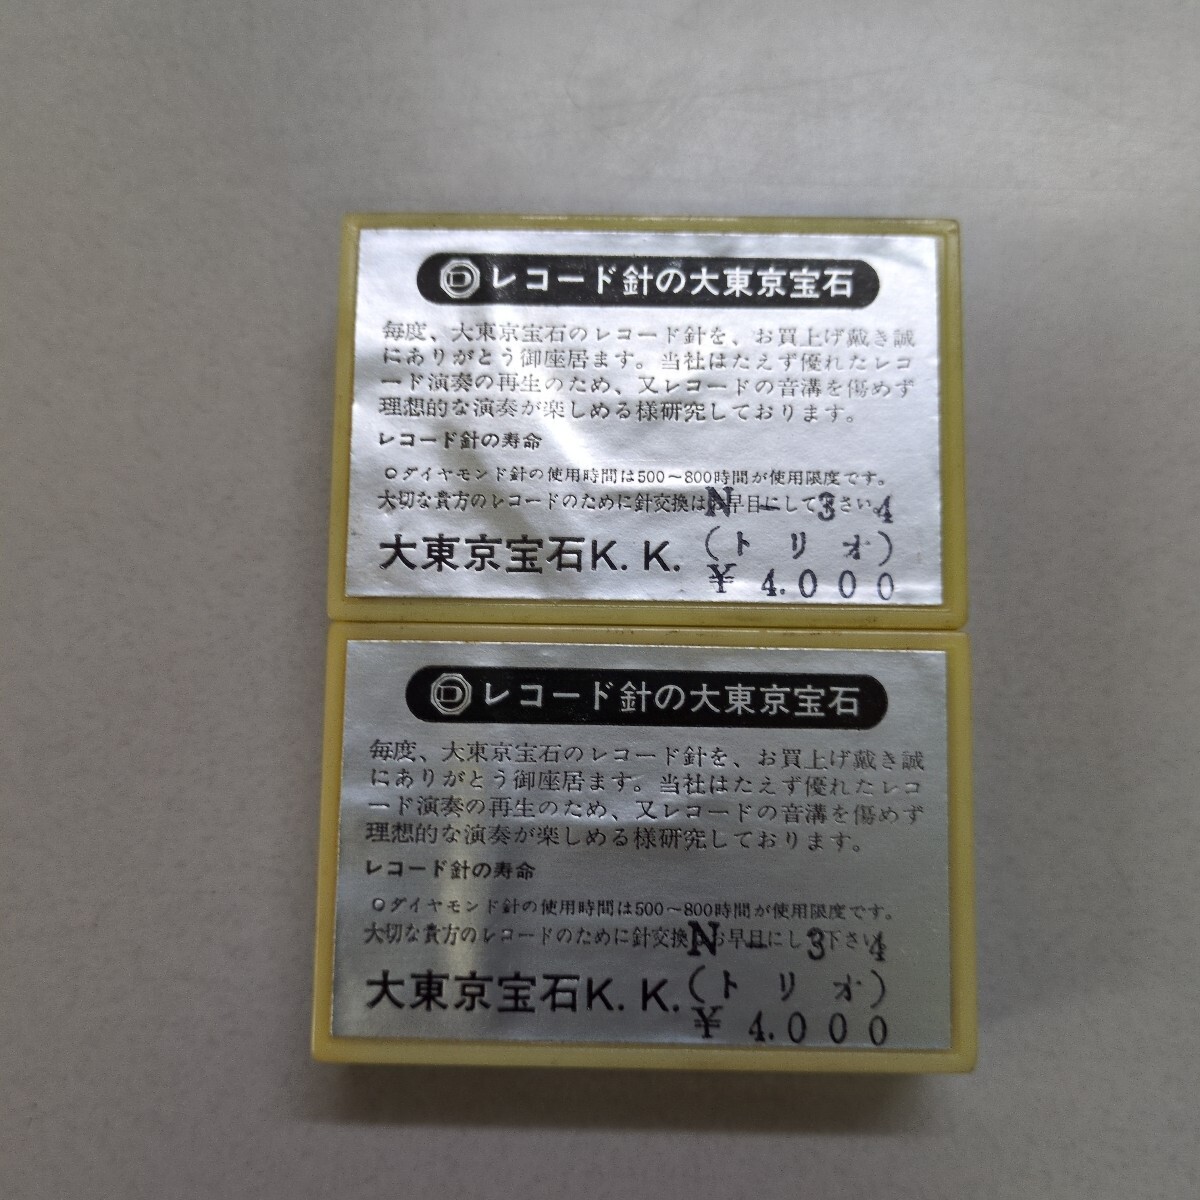 D レコード針の大東京宝石
毎度、大東京宝石のレコード針を、お買上げ戴き誠
にありがとう御座居ます。当社はたえず優れたレコ
ード演奏の再生のため、又レコードの音溝を傷めず
理想的な演奏が楽しめる様研究しております。
レコード針の寿命
○ダイヤモンド針の使用時間は500～800時間が使用限度です。
大切な貴方のレコードのために針交換はお早目にして下さい。
N-34
大東京宝石K.K.
(トリオ)
¥4.000
D レコード針の大東京宝石
毎度、大東京宝石のレコード針を、お買上げ戴き誠
にありがとう御座居ます。当社はたえず優れたレコ
ード演奏の再生のため、又レコードの音溝を傷めず
理想的な演奏が楽しめる様研究しております。
レコード針の寿命
○ダイヤモンド針の使用時間は500～800時間が使用限度です。
大切な貴方のレコードのために針交換はお早目にして下さい。
N-34
大東京宝石K.K.
(トリオ)
¥4.000